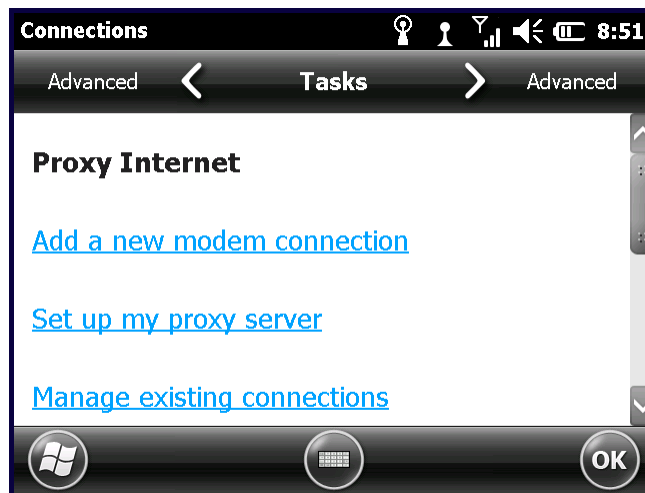 Connections 8:51
Advanced Tasks Advanced
Proxy Internet
Add a new modem connection
Set up my proxy server
Manage existing connections
OK